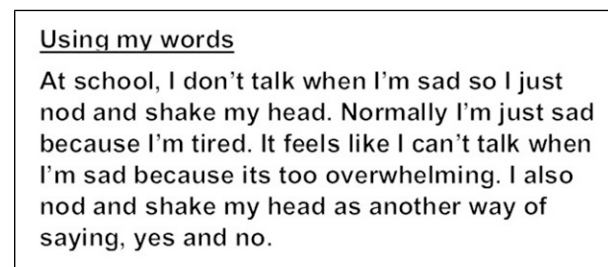 Using my words
At school, I don’t talk when I’m sad so I just
nod and shake my head. Normally I’m just sad
because I’m tired. It feels like I can’t talk when
I’m sad because its too overwhelming. I also
nod and shake my head as another way of
saying, yes and no.